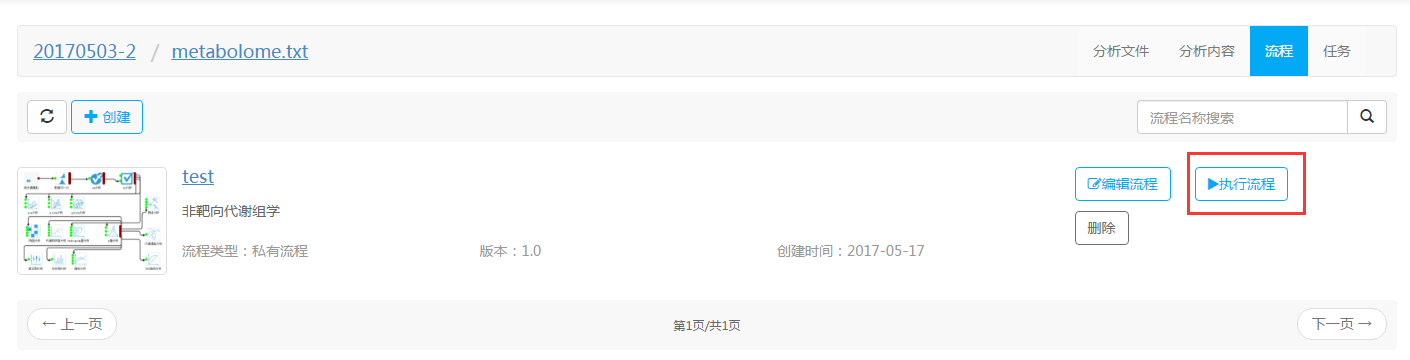 20170503-2 / metabolome.txt
分析文件 分析内容 流程 任务
创建
流程名称搜索
test
编辑流程 执行流程
非靶向代谢组学
删除
流程类型：私有流程 版本：1.0 创建时间：2017-05-17
← 上一页 第1页/共1页 下一页 →